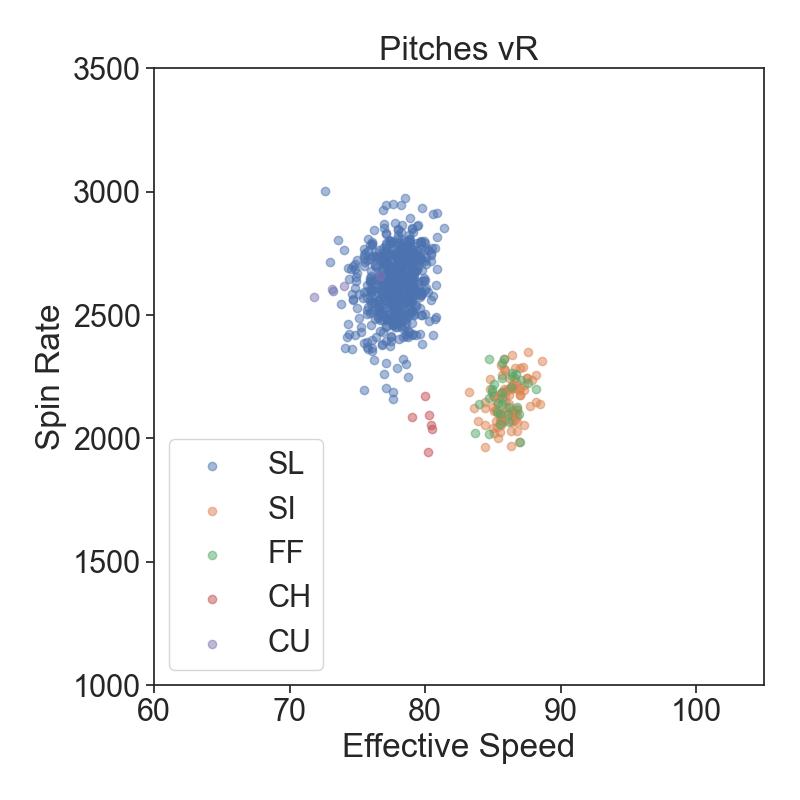 Pitches vR
3500
3000
2500
2000
1500
1000
Spin Rate
SL
SI
FF
CH
CU
60 70 80 90 100
Effective Speed